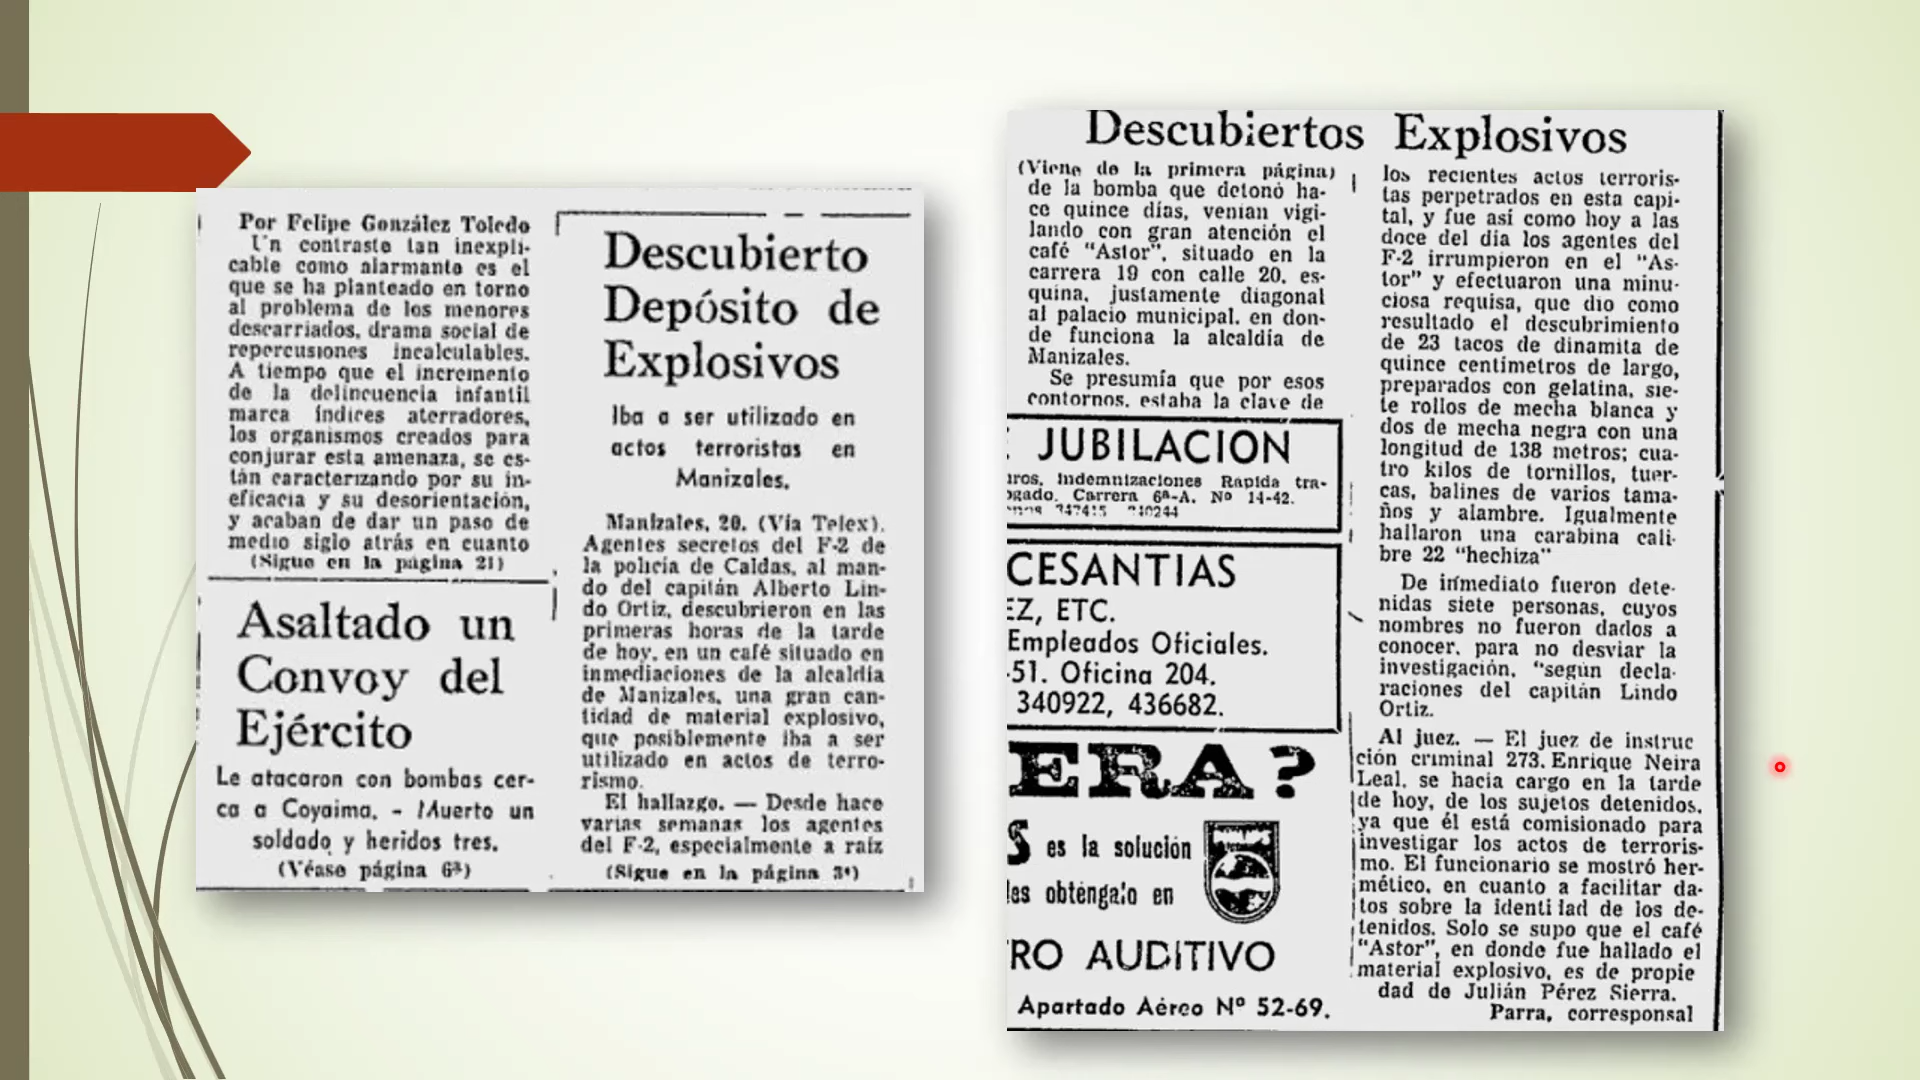 Por Felipe González Toledo
Un contraste tan inexpli-
cable como alarmante es el
que se ha planteado en torno
al problema de los menores
descarriados, drama social de
repercusiones incalculables.
A tiempo que el incremento
de la delincuencia infantil
marca índices aterradores,
los organismos creados para
conjurar esta amenaza, se es-
tán caracterizando por su in-
eficacia y su desorientación,
y acaban de dar un paso de
medio siglo atrás en cuanto
(Sigue en la página 21)
Asaltado un
Convoy del
Ejército
Le atacaron con bombas cer-
ca a Coyaima. - Muerto un
soldado y heridos tres.
(Véase página 6ª)
Descubierto
Depósito de
Explosivos
Iba a ser utilizado en
actos terroristas en
Manizales.
Manizales, 20. (Vía Telex).
Agentes secretos del F-2 de
la policía de Caldas, al man-
do del capitán Alberto Lin-
do Ortiz, descubrieron en las
primeras horas de la tarde
de hoy, en un café situado en
inmediaciones de la alcaldía
de Manizales, una gran can-
tidad de material explosivo,
que posiblemente iba a ser
utilizado en actos de terro-
rismo.
El hallazgo. — Desde hace
varias semanas los agentes
del F-2, especialmente a raíz
(Sigue en la página 3ª)
Descubiertos Explosivos
(Viene de la primera página)
de la bomba que detonó ha-
ce quince días, venían vigi-
lando con gran atención el
café "Astor", situado en la
carrera 19 con calle 20, es-
quina, justamente diagonal
al palacio municipal, en don-
de funciona la alcaldía de
Manizales.
Se presumía que por esos
contornos, estaba la clave de
JUBILACION
uros, Indemnizaciones Rapida tra-
ogado. Carrera 6ª-A. Nº 14-42.
347415 340244
CESANTIAS
EZ, ETC.
Empleados Oficiales.
-51. Oficina 204.
340922, 436682.
ERA?
S es la solución
les obténgalo en
TRO AUDITIVO
Apartado Aéreo Nº 52-69.
los recientes actos terroris-
tas perpetrados en esta capi-
tal, y fue así como hoy a las
doce del día los agentes del
F-2 irrumpieron en el "As-
tor" y efectuaron una minu-
ciosa requisa, que dio como
resultado el descubrimiento
de 23 tacos de dinamita de
quince centímetros de largo,
preparados con gelatina, sie-
te rollos de mecha blanca y
dos de mecha negra con una
longitud de 138 metros; cua-
tro kilos de tornillos, tuer-
cas, balines de varios tama-
ños y alambre. Igualmente
hallaron una carabina cali-
bre 22 "hechiza"
De inmediato fueron dete-
nidas siete personas, cuyos
nombres no fueron dados a
conocer, para no desviar la
investigación, "según decla-
raciones del capitán Lindo
Ortiz.
Al juez. — El juez de instruc
ción criminal 273, Enrique Neira
Leal, se hacía cargo en la tarde
de hoy, de los sujetos detenidos,
ya que él está comisionado para
investigar los actos de terroris-
mo. El funcionario se mostró her-
mético, en cuanto a facilitar da-
tos sobre la identidad de los de-
tenidos. Solo se supo que el café
"Astor", en donde fue hallado el
material explosivo, es de propie
dad de Julián Pérez Sierra.
Parra, corresponsal